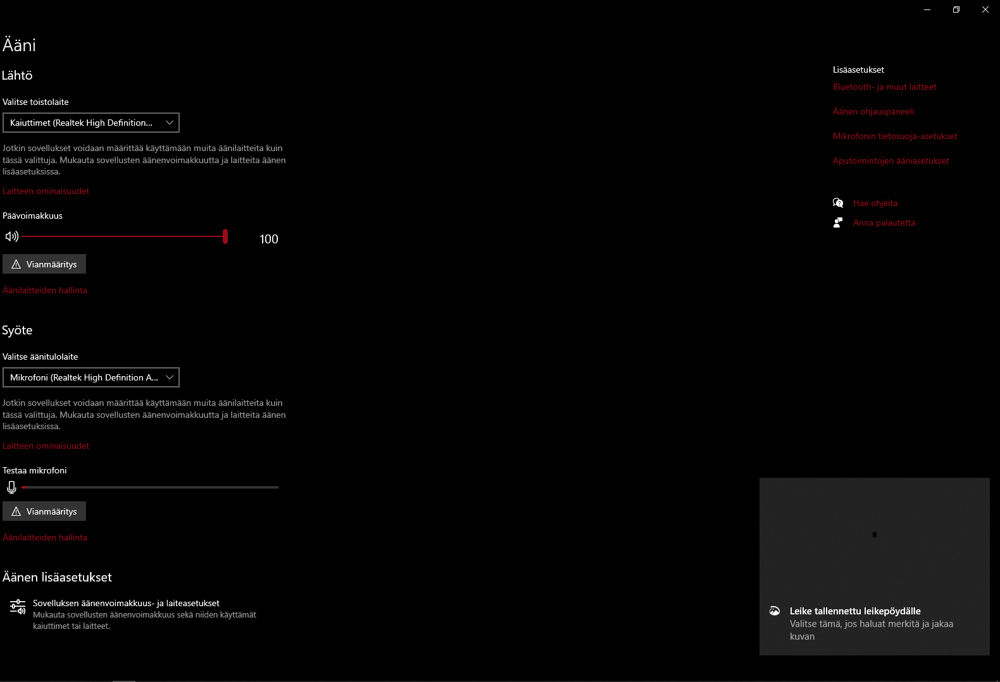 Ääni
Lähtö
Valitse toistolaite
Kaiuttimet (Realtek High Definition...
Jotkin sovellukset voidaan määrittää käyttämään muita äänilaitteita kuin
tässä valittuja. Mukauta sovellusten äänenvoimakkuutta ja laitteita äänen
lisäasetuksissa.
Laitteen ominaisuudet
Päävoimakkuus
100
Vianmääritys
Äänilaitteiden hallinta
Syöte
Valitse äänitulolaite
Mikrofoni (Realtek High Definition A...
Jotkin sovellukset voidaan määrittää käyttämään muita äänilaitteita kuin
tässä valittuja. Mukauta sovellusten äänenvoimakkuutta ja laitteita äänen
lisäasetuksissa.
Laitteen ominaisuudet
Testaa mikrofoni
Vianmääritys
Äänilaitteiden hallinta
Äänen lisäasetukset
Sovelluksen äänenvoimakkuus- ja laiteasetukset
Mukauta sovellusten äänenvoimakkuus sekä niiden käyttämät
kaiuttimet tai laitteet.
Lisäasetukset
Bluetooth- ja muut laitteet
Äänen ohjauspaneeli
Mikrofonin tietosuoja-asetukset
Aputoimintojen ääniasetukset
Hae ohjeita
Anna palautetta
Leike tallennettu leikepöydälle
Valitse tämä, jos haluat merkitä ja jakaa
kuvan